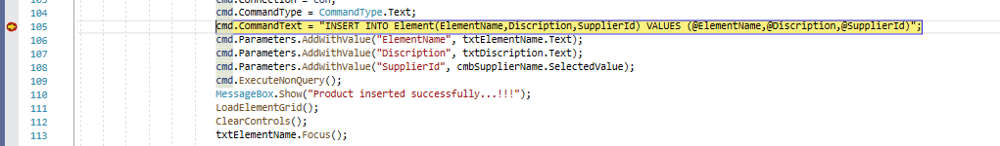 103 cmd.Connection = con;
104 cmd.CommandType = CommandType.Text;
105 cmd.CommandText = "INSERT INTO Element(ElementName,Discription,SupplierId) VALUES (@ElementName,@Discription,@SupplierId)";
106 cmd.Parameters.AddWithValue("ElementName", txtElementName.Text);
107 cmd.Parameters.AddWithValue("Discription", txtDiscription.Text);
108 cmd.Parameters.AddWithValue("SupplierId", cmbSupplierName.SelectedValue);
109 cmd.ExecuteNonQuery();
110 MessageBox.Show("Product inserted successfully...!!!");
111 LoadElementGrid();
112 ClearControls();
113 txtElementName.Focus();